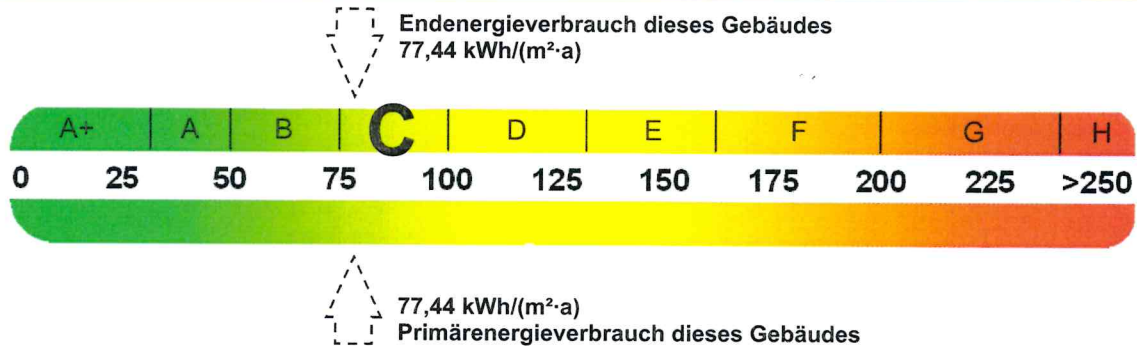 Endenergieverbrauch dieses Gebäudes
77,44 kWh/(m²·a)
A+ A B C D E F G H
0 25 50 75 100 125 150 175 200 225 >250
77,44 kWh/(m²·a)
Primärenergieverbrauch dieses Gebäudes